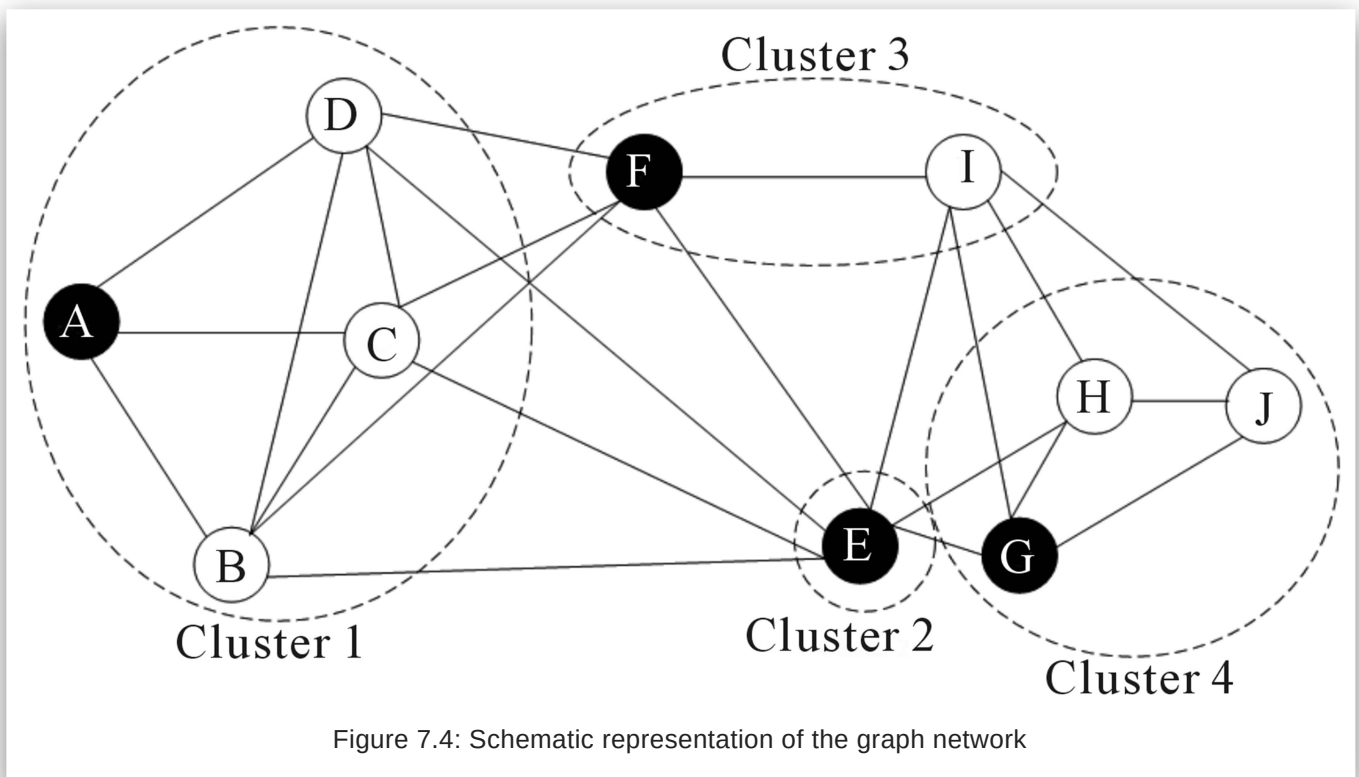 Cluster 3
D
F
I
A
C
H
J
E
G
B
Cluster 1
Cluster 2
Cluster 4
Figure 7.4: Schematic representation of the graph network